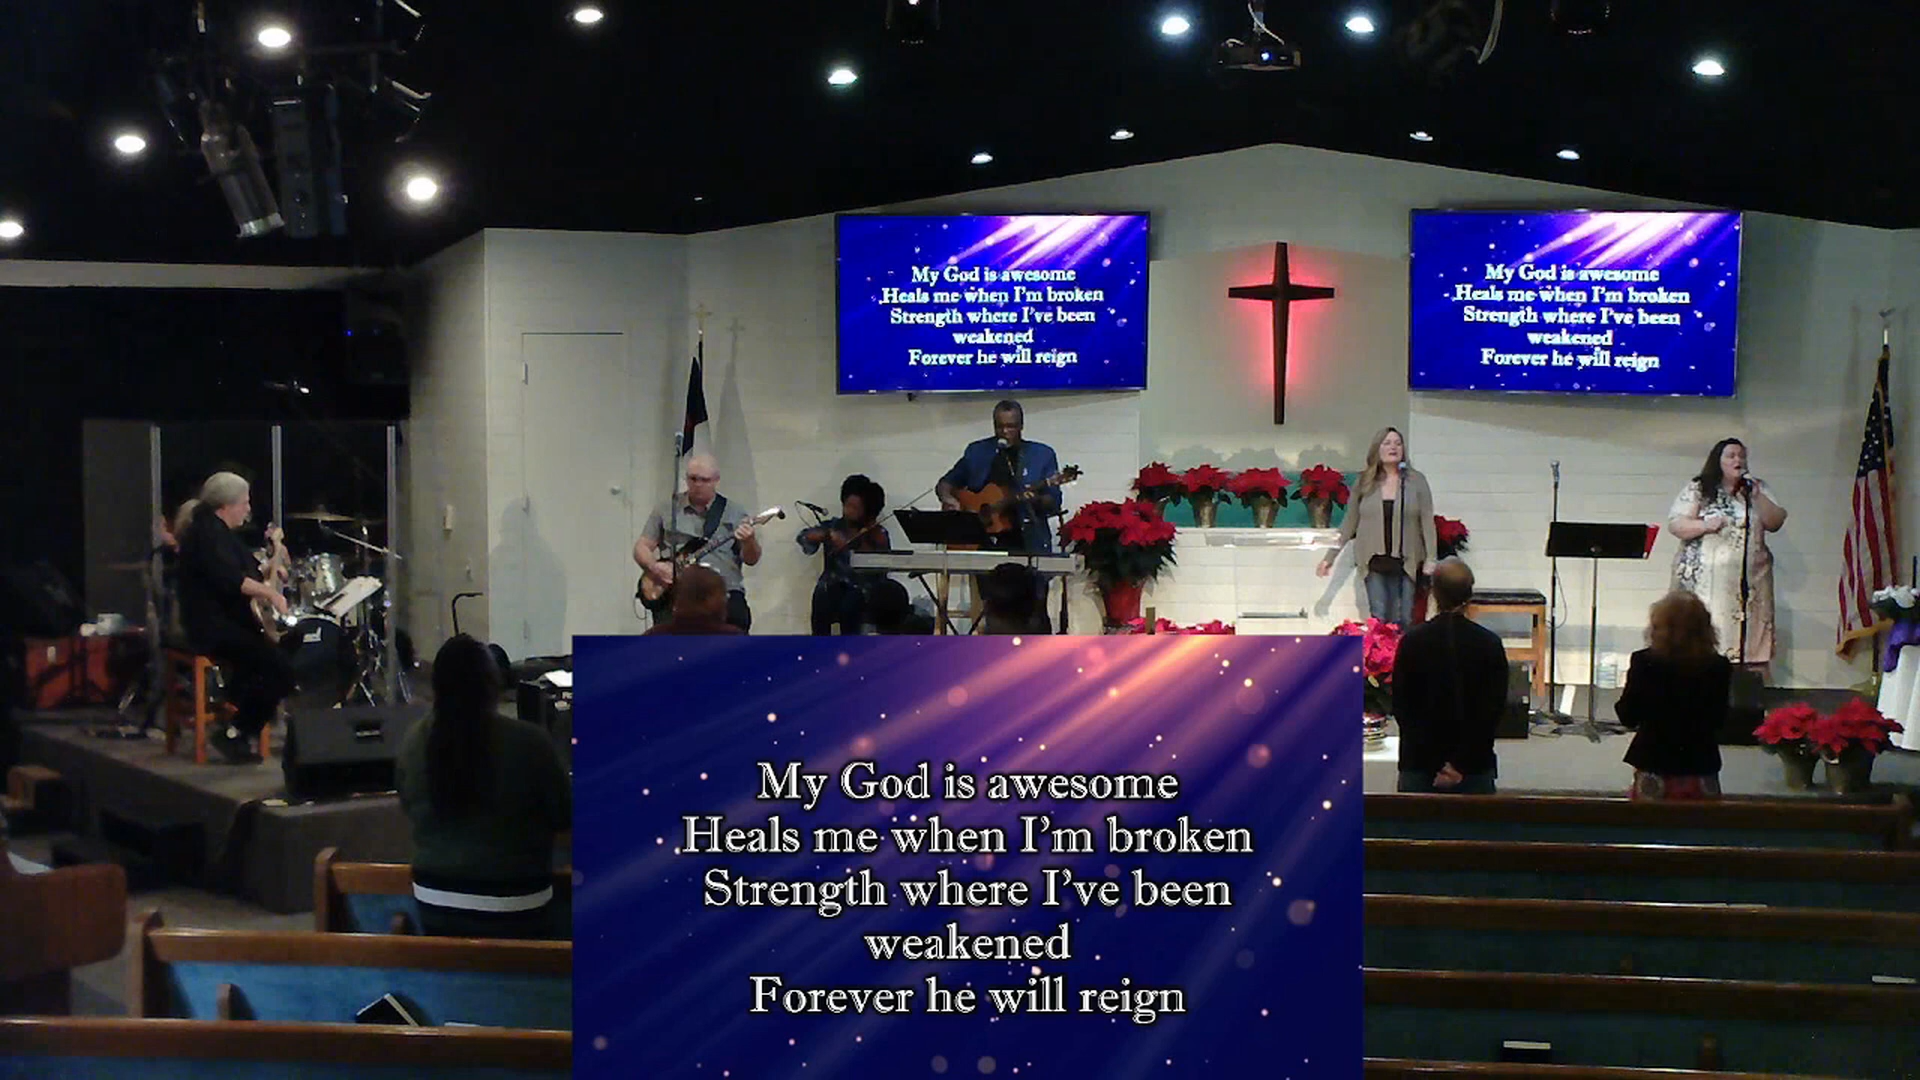 My God is awesome
Heals me when I'm broken
Strength where I've been
weakened
Forever he will reign
My God is awesome
Heals me when I'm broken
Strength where I've been
weakened
Forever he will reign
My God is awesome
Heals me when I'm broken
Strength where I've been
weakened
Forever he will reign